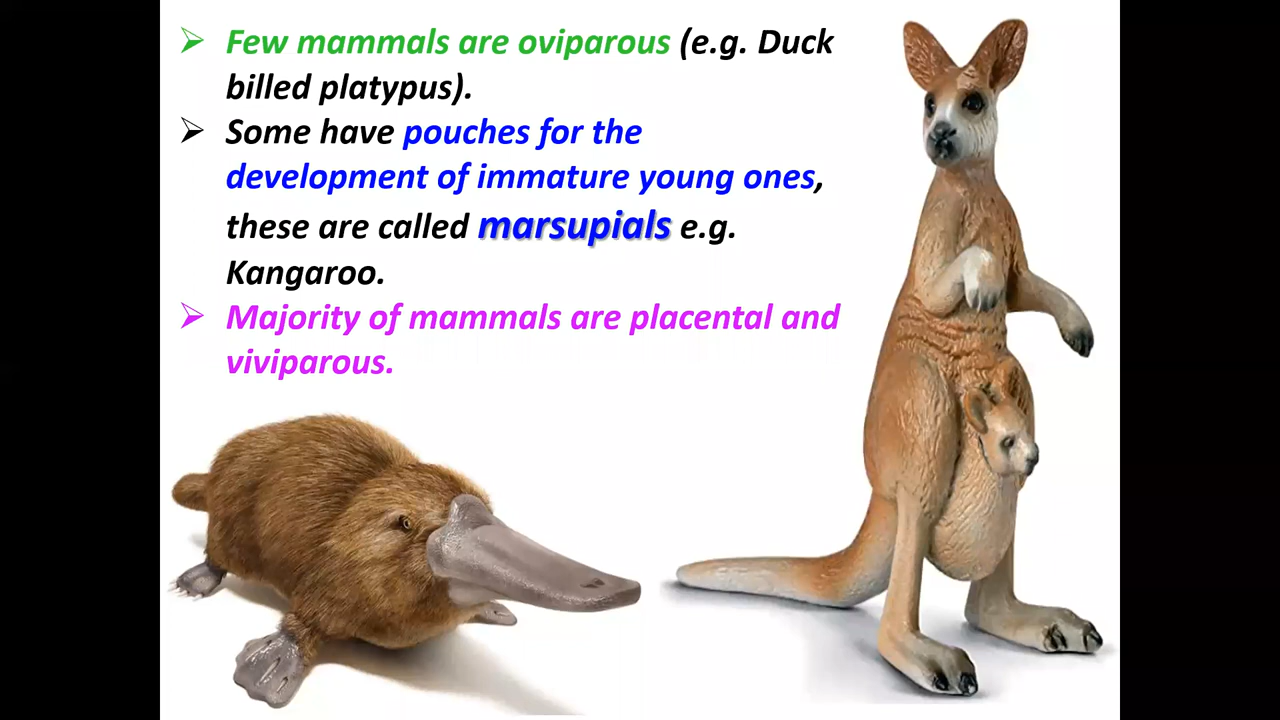 Few mammals are oviparous (e.g. Duck
billed platypus).
Some have pouches for the
development of immature young ones,
these are called marsupials e.g.
Kangaroo.
Majority of mammals are placental and
viviparous.